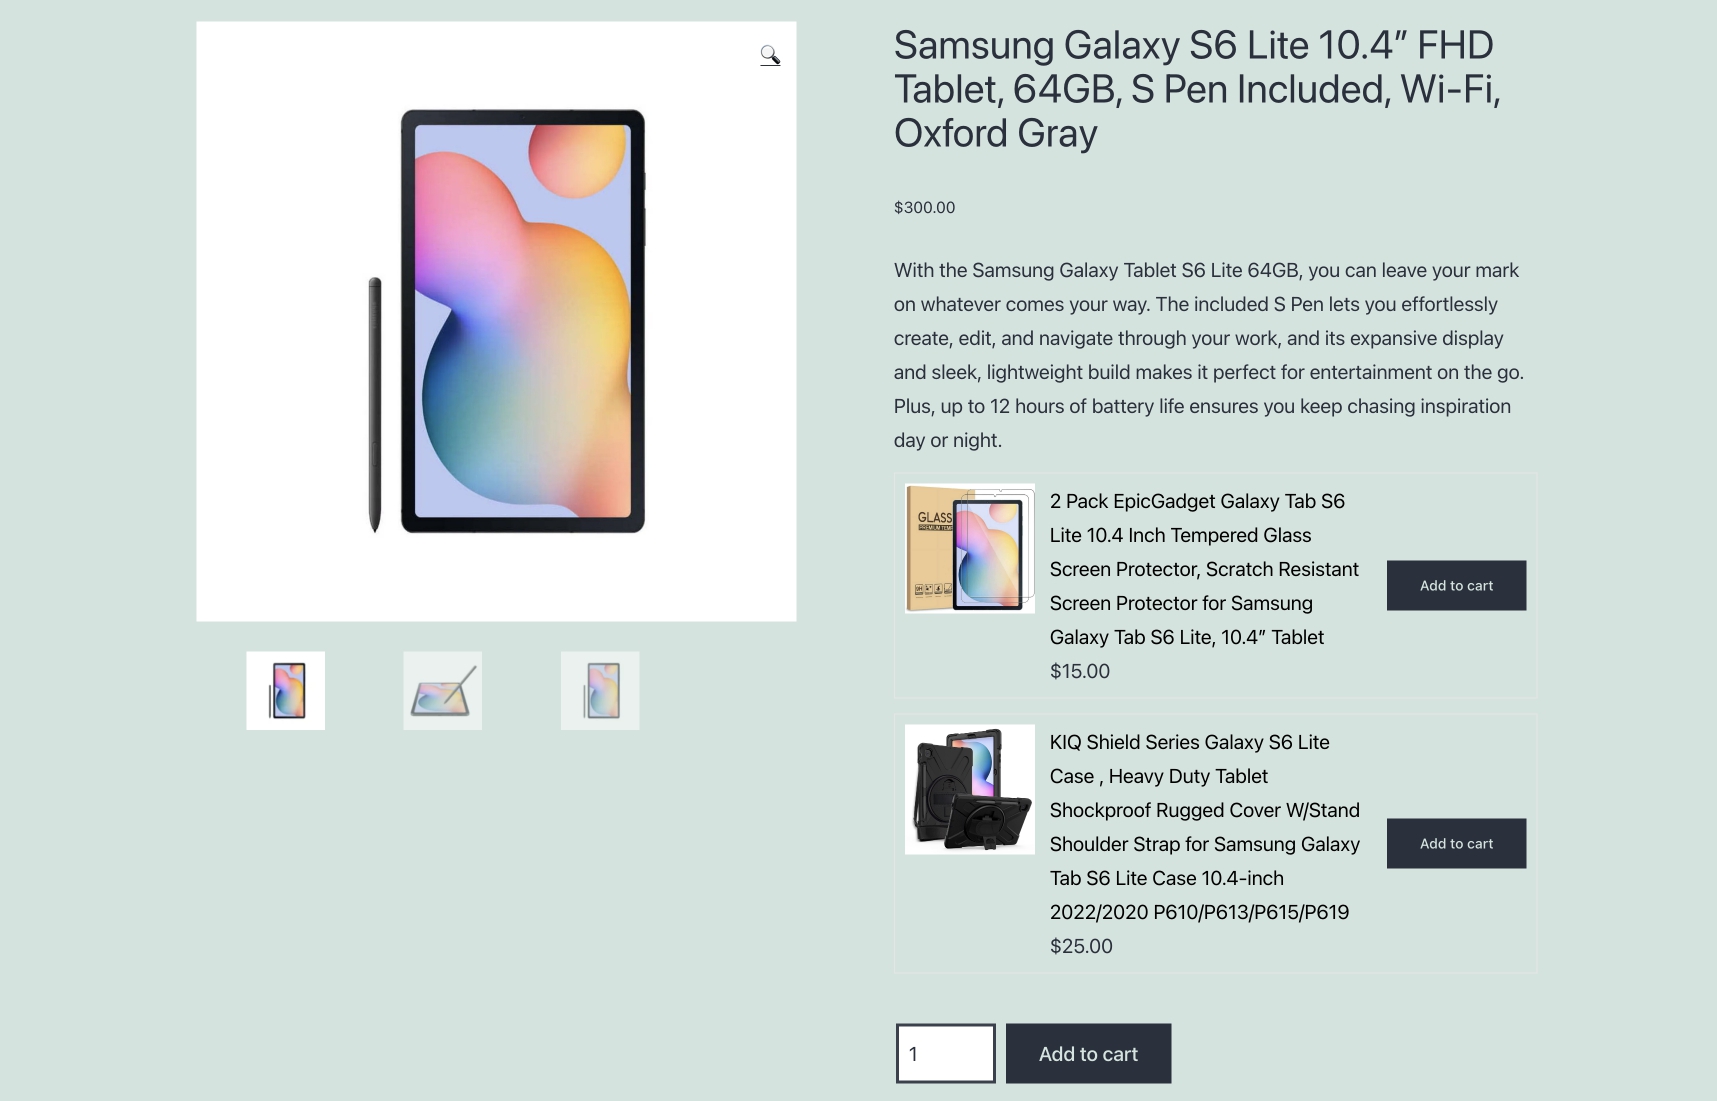 Samsung Galaxy S6 Lite 10.4″ FHD
Tablet, 64GB, S Pen Included, Wi-Fi,
Oxford Gray
$300.00
With the Samsung Galaxy Tablet S6 Lite 64GB, you can leave your mark
on whatever comes your way. The included S Pen lets you effortlessly
create, edit, and navigate through your work, and its expansive display
and sleek, lightweight build makes it perfect for entertainment on the go.
Plus, up to 12 hours of battery life ensures you keep chasing inspiration
day or night.
GLASS
2 Pack EpicGadget Galaxy Tab S6
Lite 10.4 Inch Tempered Glass
Screen Protector, Scratch Resistant
Screen Protector for Samsung
Galaxy Tab S6 Lite, 10.4″ Tablet
$15.00
Add to cart
KIQ Shield Series Galaxy S6 Lite
Case , Heavy Duty Tablet
Shockproof Rugged Cover W/Stand
Shoulder Strap for Samsung Galaxy
Tab S6 Lite Case 10.4-inch
2022/2020 P610/P613/P615/P619
$25.00
Add to cart
1
Add to cart